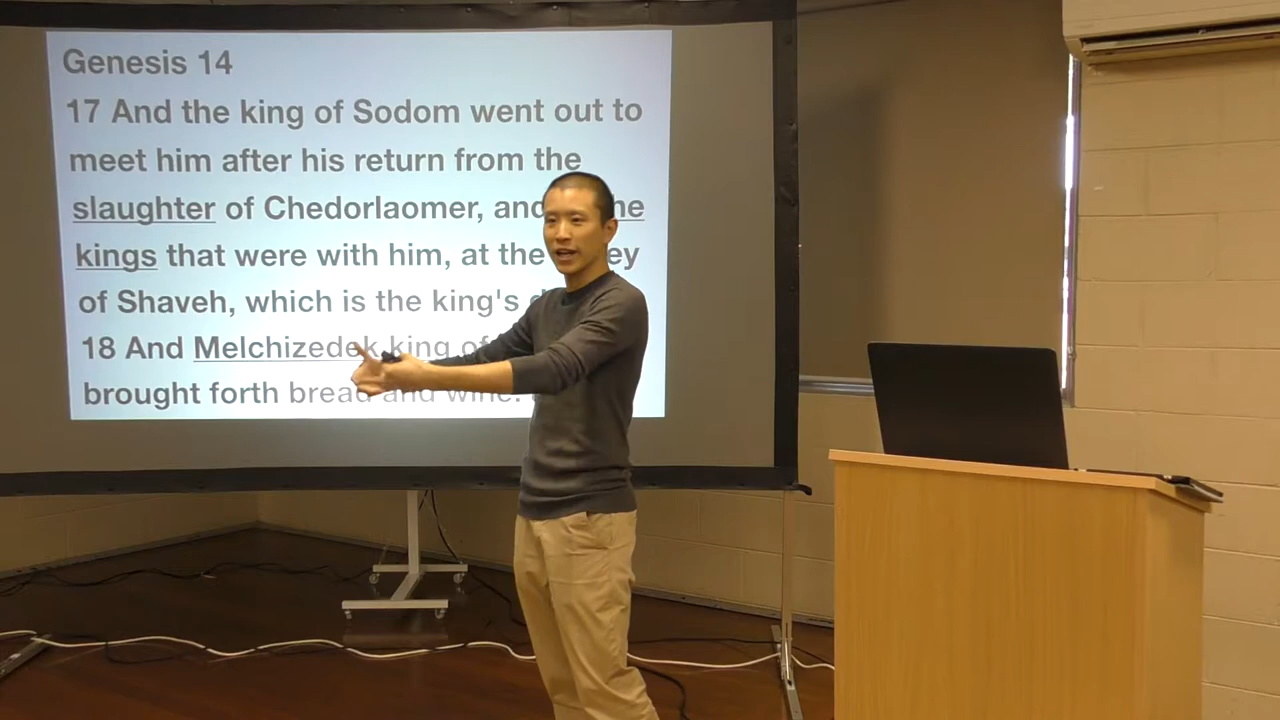 Genesis 14
17 And the king of Sodom went out to
meet him after his return from the
slaughter of Chedorlaomer, and
kings that were with him, at the
of Shaveh, which is the king's
18 And Melchizedek king of
brought forth bread and wine.